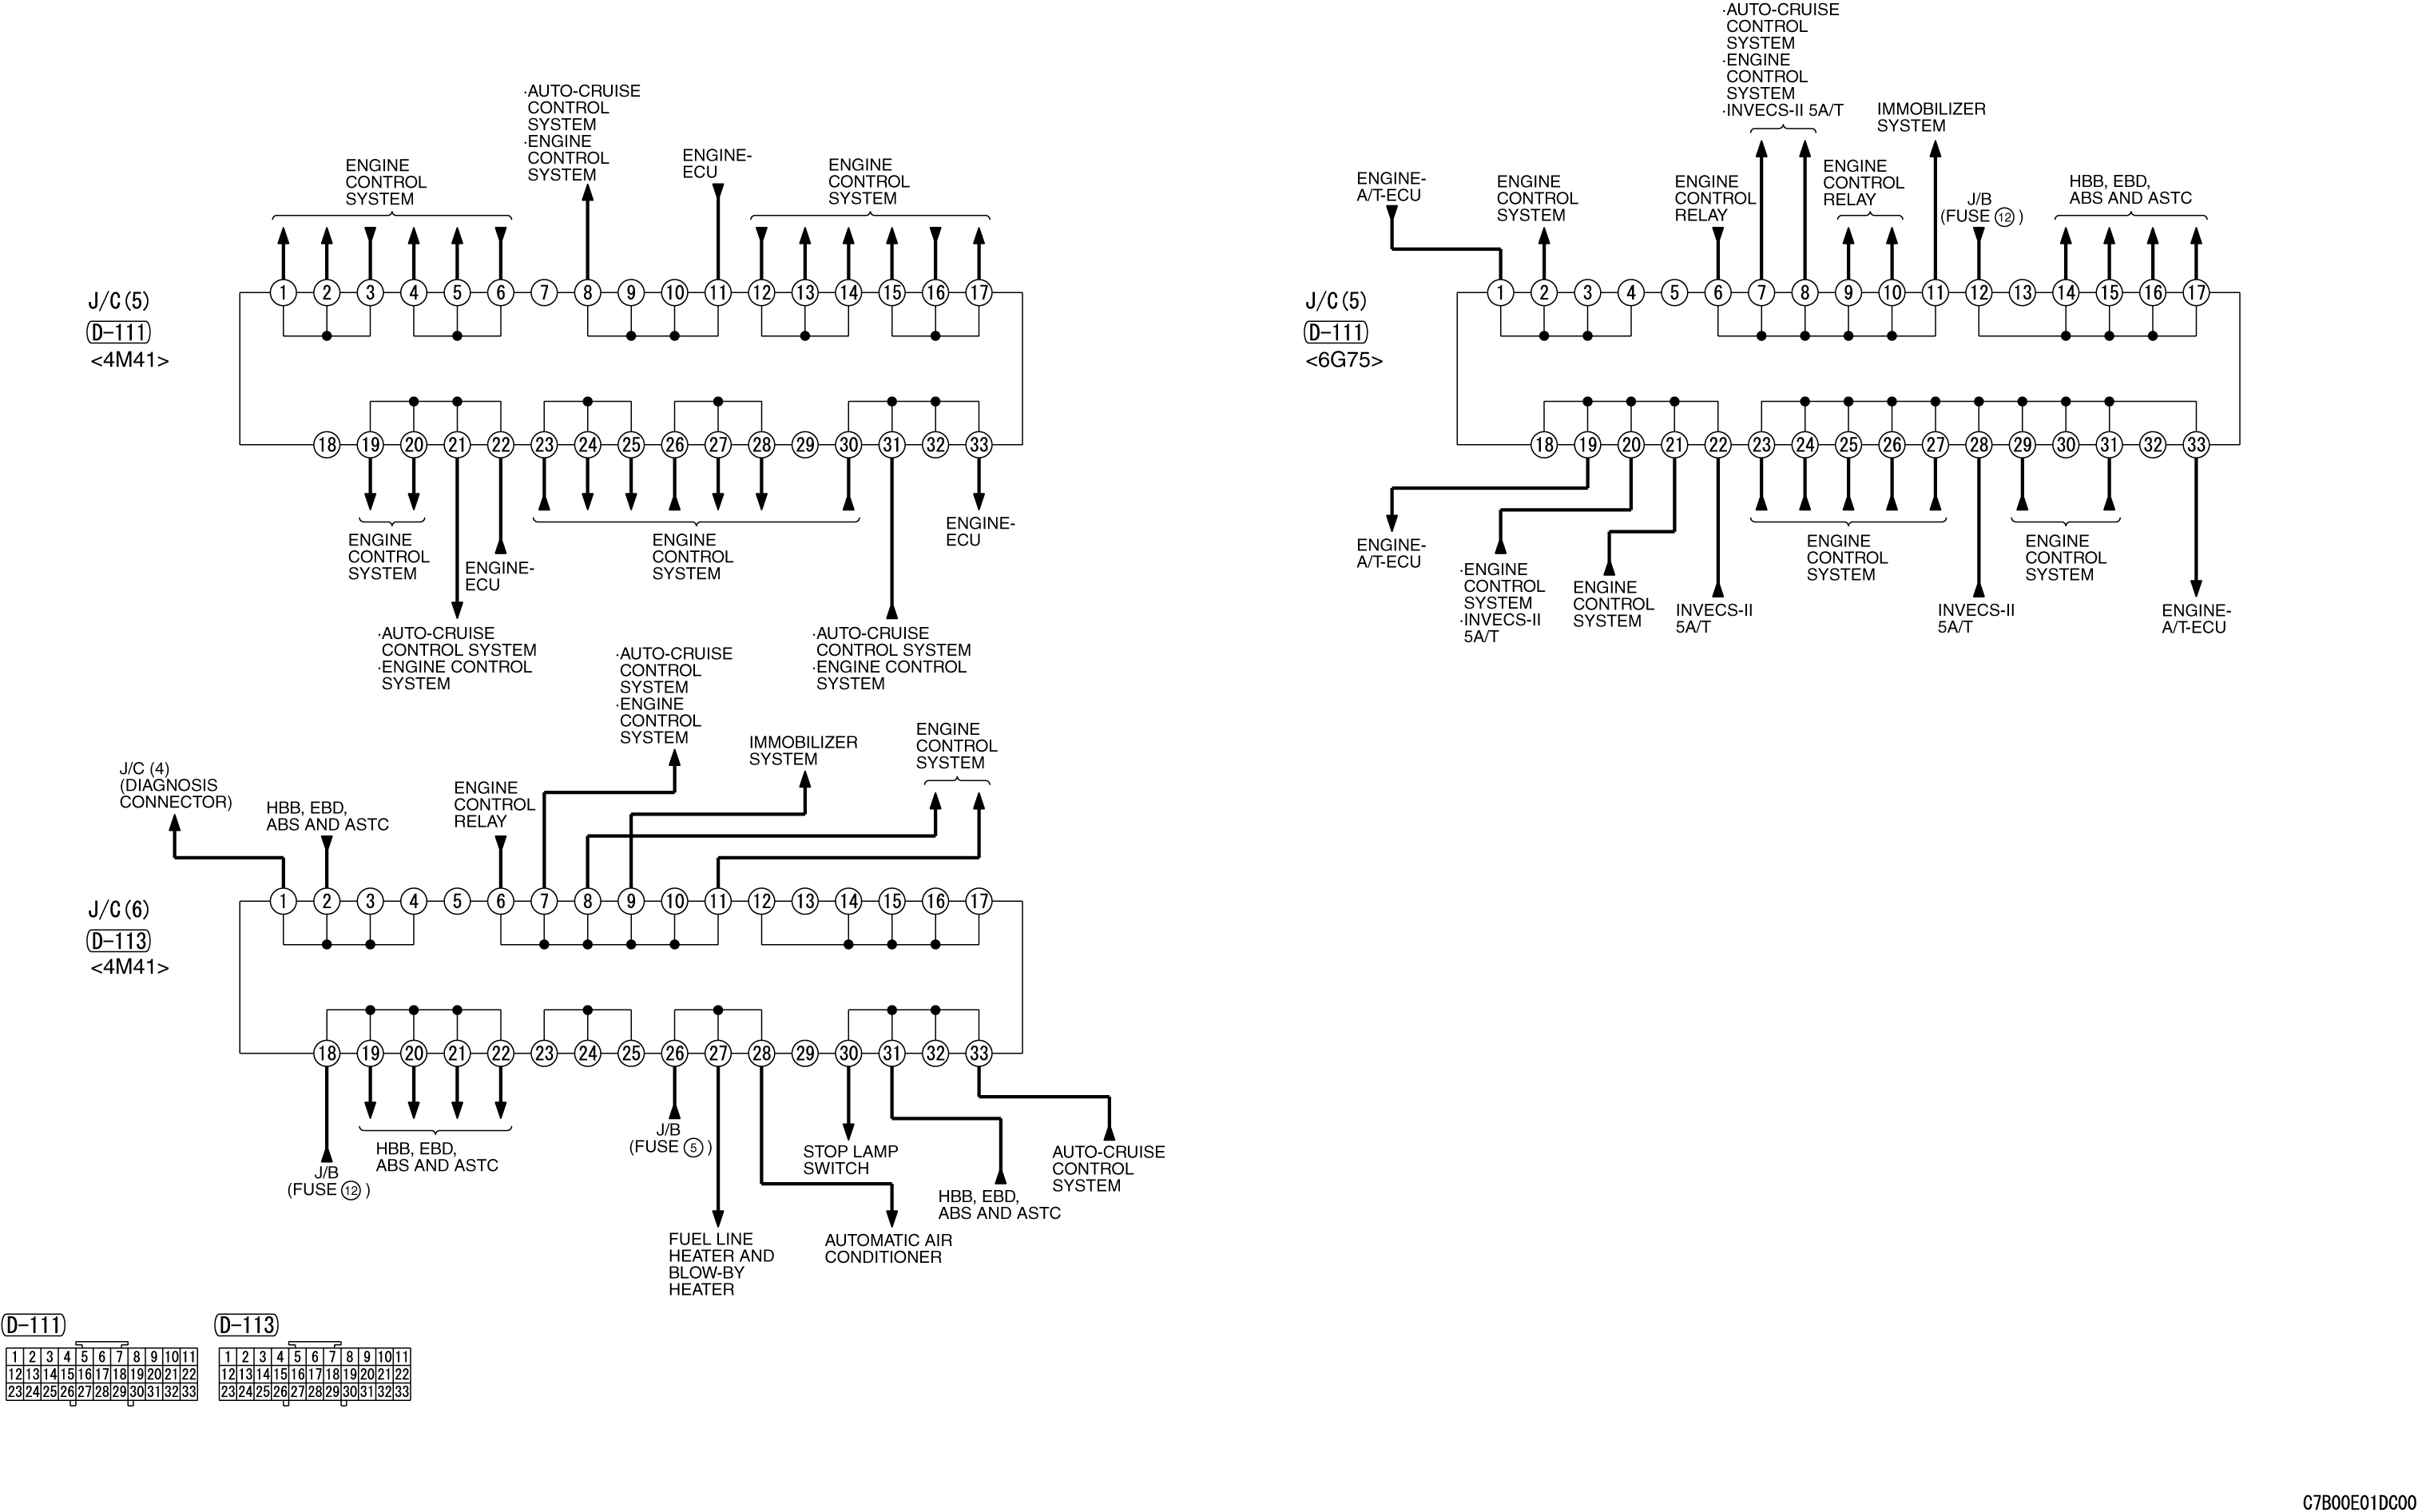 J/C(5)
D-111
<4M41>
ENGINE
CONTROL
SYSTEM
·AUTO-CRUISE
CONTROL
SYSTEM
·ENGINE
CONTROL
SYSTEM
ENGINE-
ECU
ENGINE
CONTROL
SYSTEM
1 2 3 4 5 6 7 8 9 10 11 12 13 14 15 16 17
18 19 20 21 22 23 24 25 26 27 28 29 30 31 32 33
ENGINE
CONTROL
SYSTEM
ENGINE-
ECU
·AUTO-CRUISE
CONTROL SYSTEM
·ENGINE CONTROL
SYSTEM
ENGINE
CONTROL
SYSTEM
·AUTO-CRUISE
CONTROL SYSTEM
·ENGINE CONTROL
SYSTEM
ENGINE-
ECU
J/C(5)
D-111
<6G75>
ENGINE-
A/T-ECU
ENGINE
CONTROL
SYSTEM
ENGINE
CONTROL
RELAY
·AUTO-CRUISE
CONTROL
SYSTEM
·ENGINE
CONTROL
SYSTEM
·INVECS-II 5A/T
ENGINE
CONTROL
RELAY
IMMOBILIZER
SYSTEM
J/B
(FUSE 12)
HBB, EBD,
ABS AND ASTC
1 2 3 4 5 6 7 8 9 10 11 12 13 14 15 16 17
18 19 20 21 22 23 24 25 26 27 28 29 30 31 32 33
ENGINE-
A/T-ECU
·ENGINE
CONTROL
SYSTEM
·INVECS-II
5A/T
ENGINE
CONTROL
SYSTEM
INVECS-II
5A/T
ENGINE
CONTROL
SYSTEM
INVECS-II
5A/T
ENGINE
CONTROL
SYSTEM
ENGINE-
A/T-ECU
J/C(6)
D-113
<4M41>
J/C (4)
(DIAGNOSIS
CONNECTOR)
HBB, EBD,
ABS AND ASTC
ENGINE
CONTROL
RELAY
·AUTO-CRUISE
CONTROL
SYSTEM
·ENGINE
CONTROL
SYSTEM
IMMOBILIZER
SYSTEM
ENGINE
CONTROL
SYSTEM
1 2 3 4 5 6 7 8 9 10 11 12 13 14 15 16 17
18 19 20 21 22 23 24 25 26 27 28 29 30 31 32 33
J/B
(FUSE 12)
HBB, EBD,
ABS AND ASTC
J/B
(FUSE 5)
FUEL LINE
HEATER AND
BLOW-BY
HEATER
STOP LAMP
SWITCH
AUTOMATIC AIR
CONDITIONER
HBB, EBD,
ABS AND ASTC
AUTO-CRUISE
CONTROL
SYSTEM
D-111
1 2 3 4 5 6 7 8 9 10 11
12 13 14 15 16 17 18 19 20 21 22
23 24 25 26 27 28 29 30 31 32 33
D-113
1 2 3 4 5 6 7 8 9 10 11
12 13 14 15 16 17 18 19 20 21 22
23 24 25 26 27 28 29 30 31 32 33
C7B00E01DC00